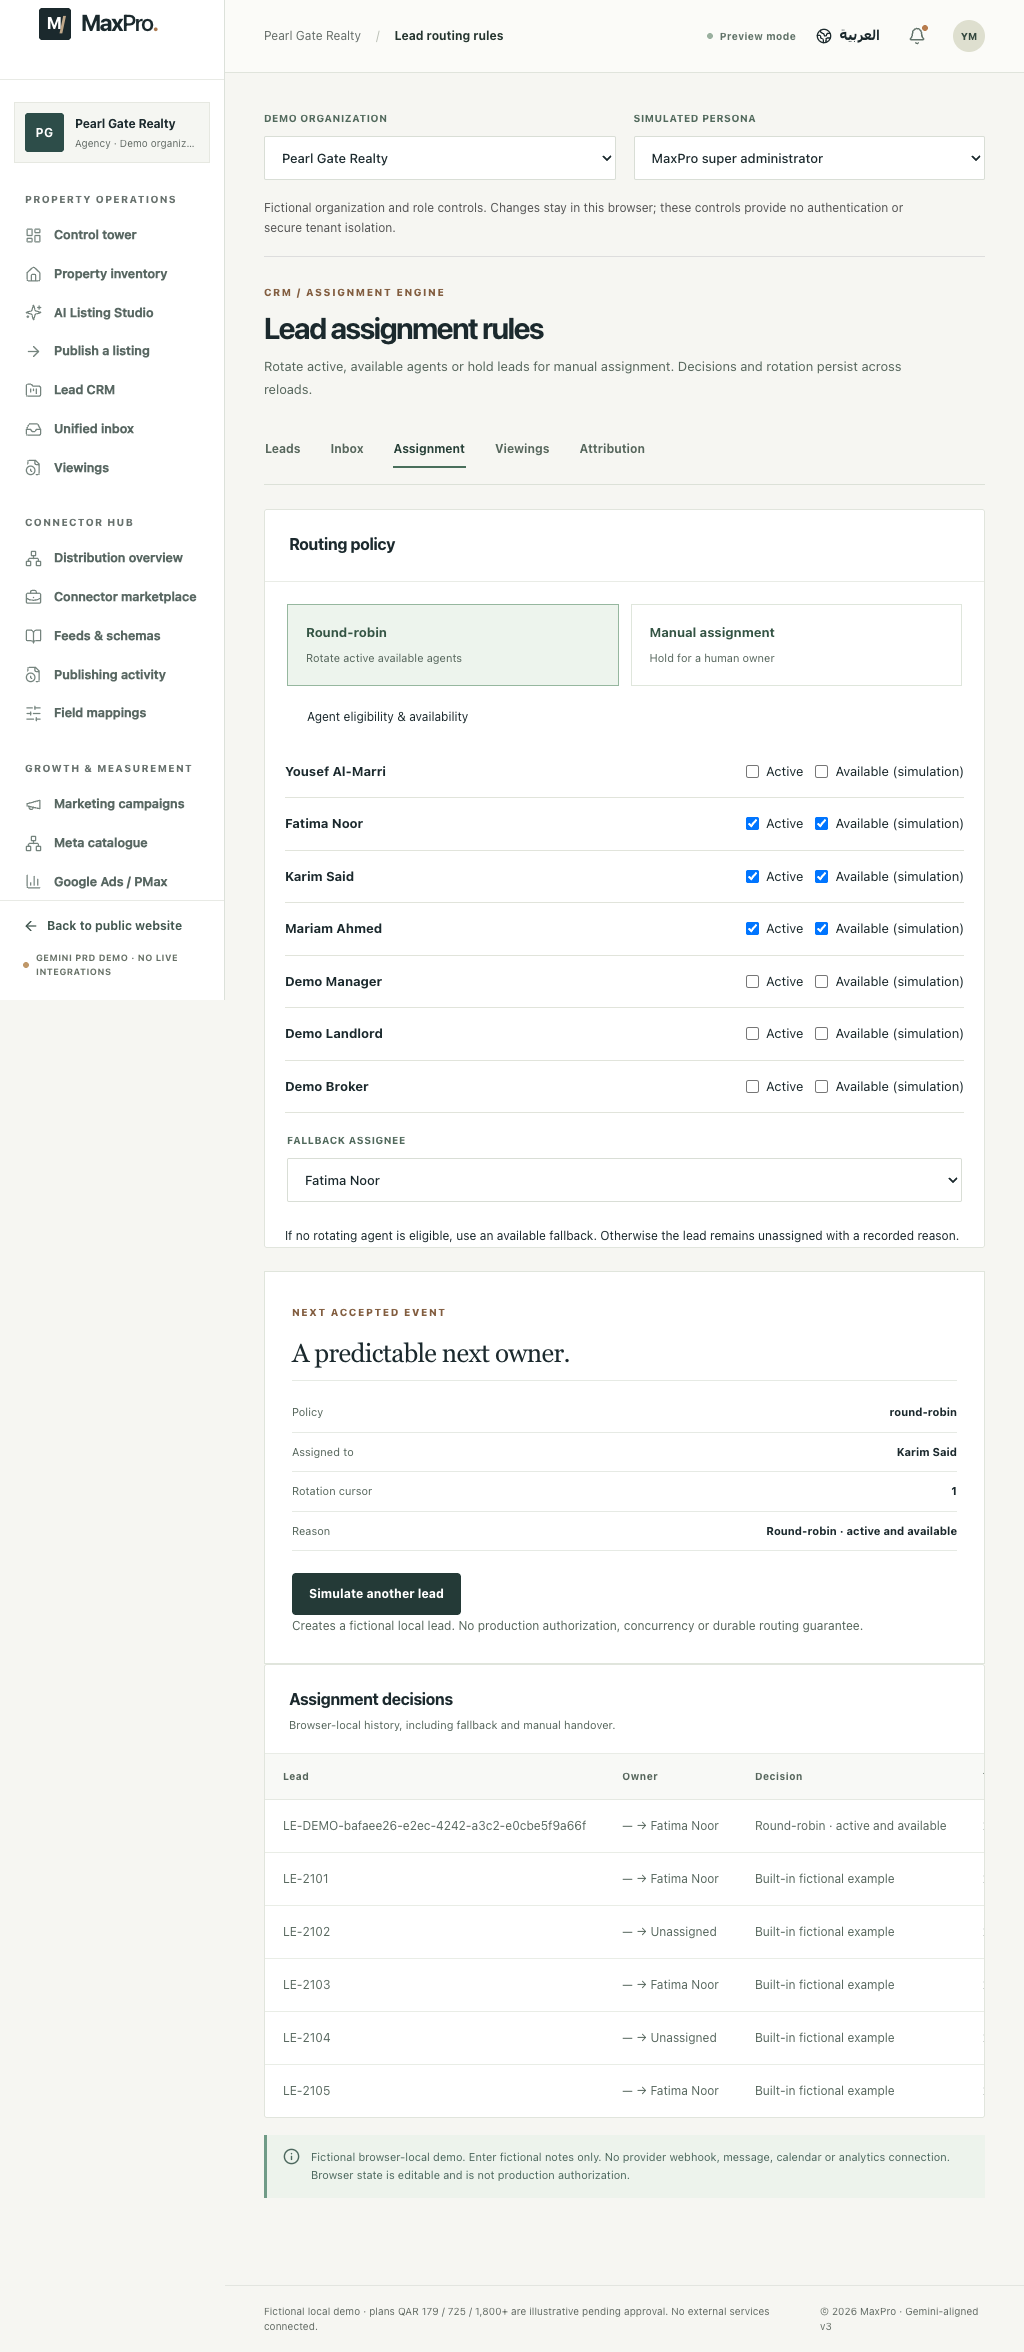 M/ MaxPro.
PG
Pearl Gate Realty
Agency · Demo organiz...
PROPERTY OPERATIONS
Control tower
Property inventory
AI Listing Studio
Publish a listing
Lead CRM
Unified inbox
Viewings
CONNECTOR HUB
Distribution overview
Connector marketplace
Feeds & schemas
Publishing activity
Field mappings
GROWTH & MEASUREMENT
Marketing campaigns
Meta catalogue
Google Ads / PMax
Back to public website
GEMINI PRD DEMO · NO LIVE
INTEGRATIONS
Pearl Gate Realty / Lead routing rules
Preview mode
العربية
YM
DEMO ORGANIZATION
Pearl Gate Realty
SIMULATED PERSONA
MaxPro super administrator
Fictional organization and role controls. Changes stay in this browser; these controls provide no authentication or
secure tenant isolation.
CRM / ASSIGNMENT ENGINE
Lead assignment rules
Rotate active, available agents or hold leads for manual assignment. Decisions and rotation persist across
reloads.
Leads Inbox Assignment Viewings Attribution
Routing policy
Round-robin
Rotate active available agents
Manual assignment
Hold for a human owner
Agent eligibility & availability
Yousef Al-Marri Active Available (simulation)
Fatima Noor Active Available (simulation)
Karim Said Active Available (simulation)
Mariam Ahmed Active Available (simulation)
Demo Manager Active Available (simulation)
Demo Landlord Active Available (simulation)
Demo Broker Active Available (simulation)
FALLBACK ASSIGNEE
Fatima Noor
If no rotating agent is eligible, use an available fallback. Otherwise the lead remains unassigned with a recorded reason.
NEXT ACCEPTED EVENT
A predictable next owner.
Policy round-robin
Assigned to Karim Said
Rotation cursor 1
Reason Round-robin · active and available
Simulate another lead
Creates a fictional local lead. No production authorization, concurrency or durable routing guarantee.
Assignment decisions
Browser-local history, including fallback and manual handover.
Lead Owner Decision
LE-DEMO-bafaee26-e2ec-4242-a3c2-e0cbe5f9a66f — → Fatima Noor Round-robin · active and available
LE-2101 — → Fatima Noor Built-in fictional example
LE-2102 — → Unassigned Built-in fictional example
LE-2103 — → Fatima Noor Built-in fictional example
LE-2104 — → Unassigned Built-in fictional example
LE-2105 — → Fatima Noor Built-in fictional example
Fictional browser-local demo. Enter fictional notes only. No provider webhook, message, calendar or analytics connection.
Browser state is editable and is not production authorization.
Fictional local demo · plans QAR 179 / 725 / 1,800+ are illustrative pending approval. No external services
connected.
© 2026 MaxPro · Gemini-aligned
v3